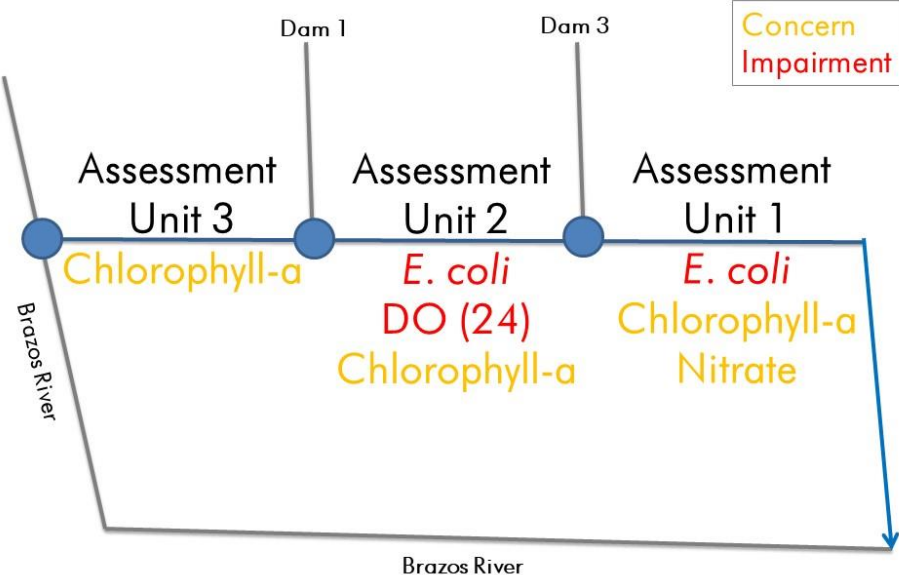 Dam 1
Dam 3
Concern
Impairment
Assessment
Unit 3
Chlorophyll-a
Assessment
Unit 2
E. coli
DO (24)
Chlorophyll-a
Assessment
Unit 1
E. coli
Chlorophyll-a
Nitrate
Brazos River
Brazos River